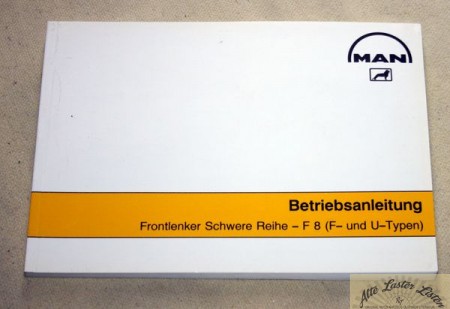 MAN
Betriebsanleitung
Frontlenker Schwere Reihe – F 8 (F– und U–Typen)
Alte Laster Listen